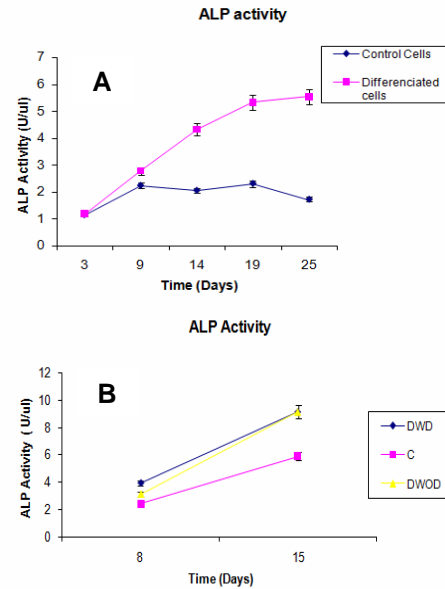 ALP activity
A
Control Cells
Differenciated
cells
ALP Activity (U/ul)
7
6
5
4
3
2
1
0
3 9 14 19 25
Time (Days)
ALP Activity
B
DWD
C
DWOD
ALP Activity ( U/ul)
12
10
8
6
4
2
0
8 15
Time (Days)